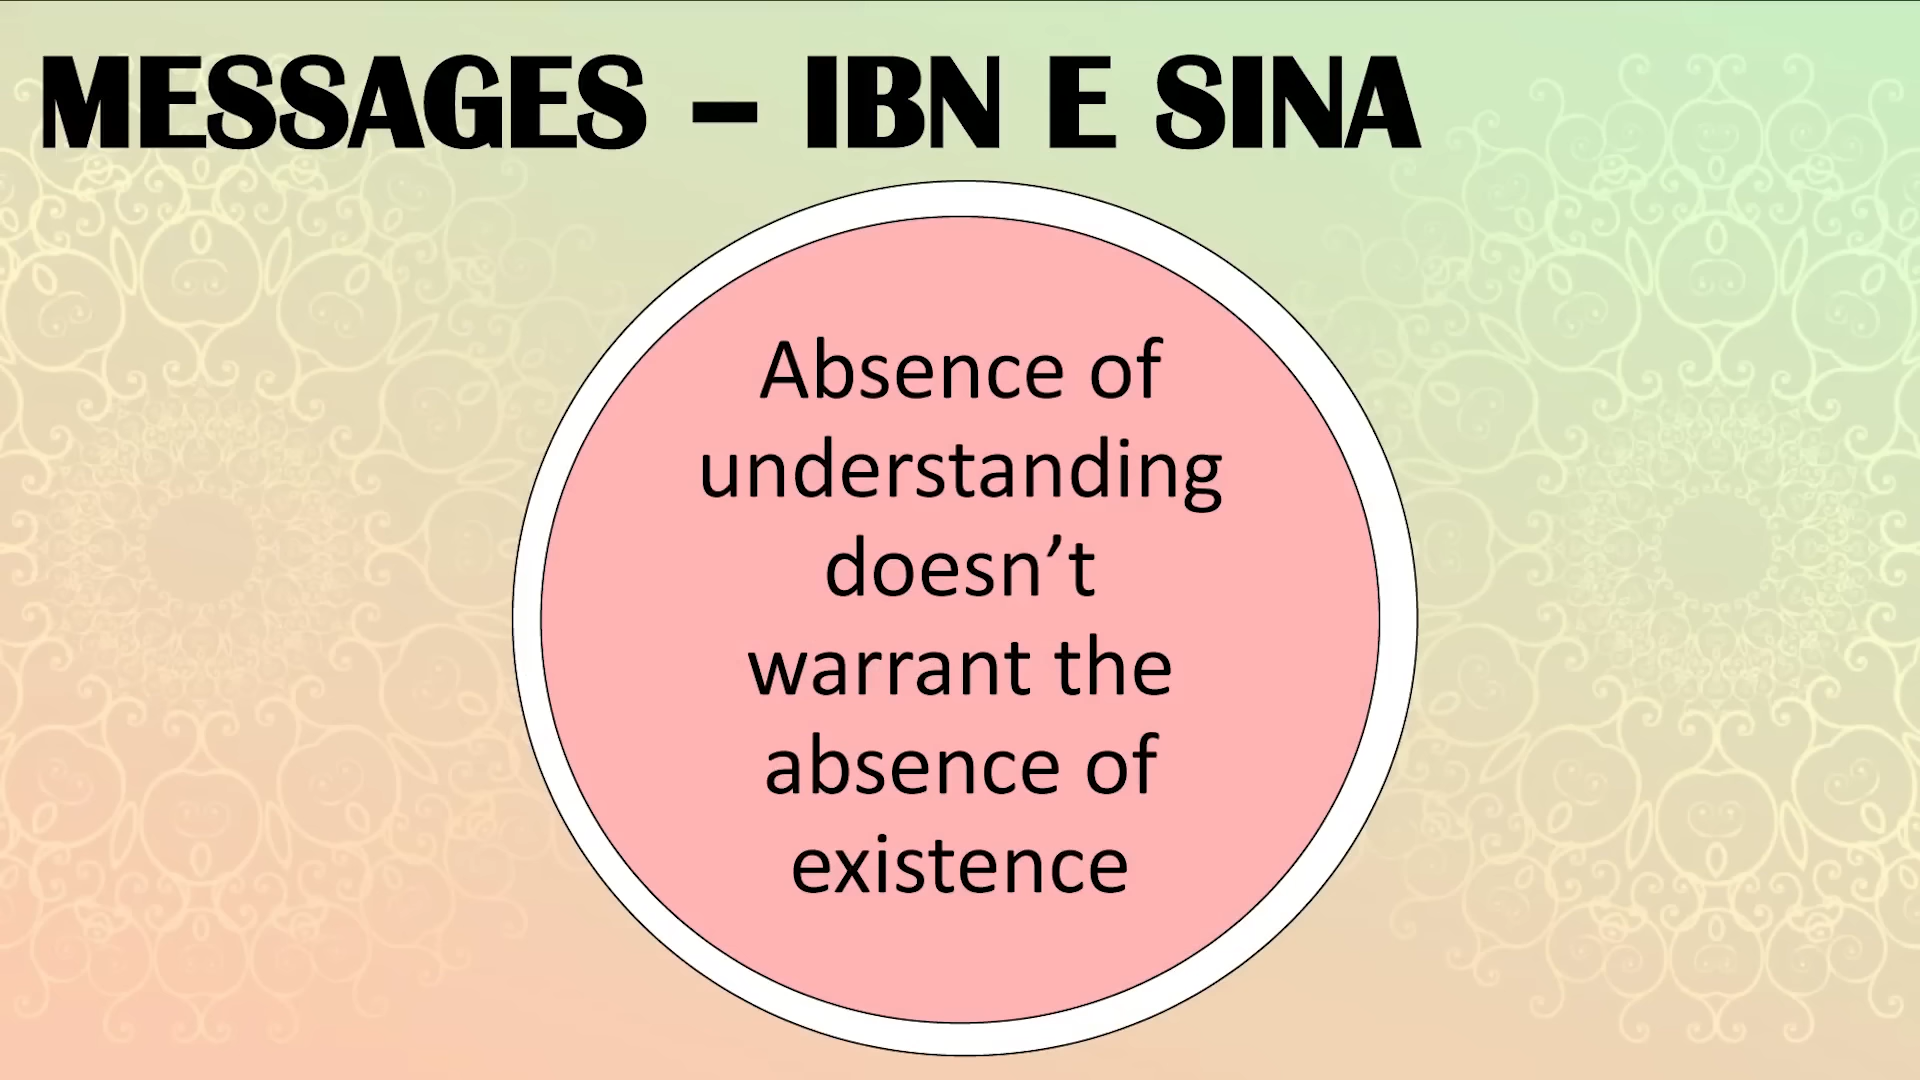 MESSAGES – IBN E SINA
Absence of
understanding
doesn’t
warrant the
absence of
existence